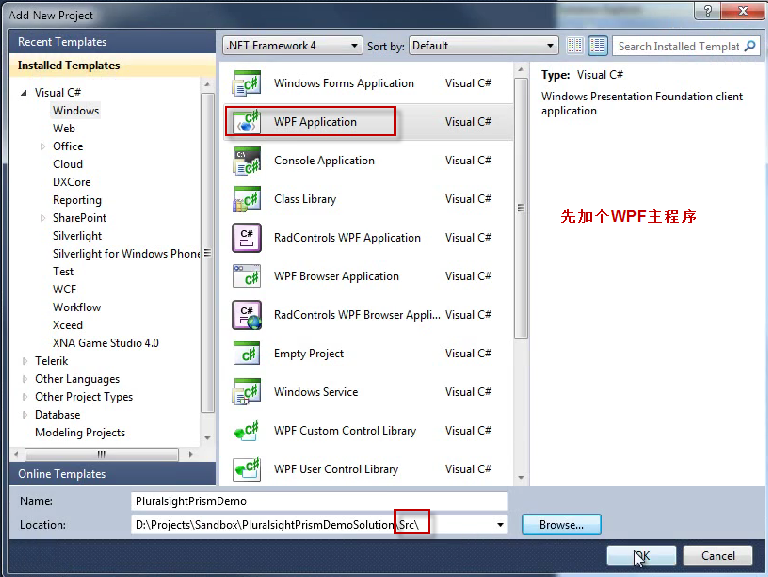 Add New Project
Recent Templates
Installed Templates
Visual C#
Windows
Web
Office
Cloud
DXCore
Reporting
SharePoint
Silverlight
Silverlight for Windows Phone
Test
WCF
Workflow
Xceed
XNA Game Studio 4.0
Telerik
Other Languages
Other Project Types
Database
Modeling Projects
Online Templates
.NET Framework 4
Sort by:
Default
Search Installed Templat
Windows Forms Application Visual C#
WPF Application Visual C#
Console Application Visual C#
Class Library Visual C#
RadControls WPF Application Visual C#
WPF Browser Application Visual C#
RadControls WPF Browser Appli... Visual C#
Empty Project Visual C#
Windows Service Visual C#
WPF Custom Control Library Visual C#
WPF User Control Library Visual C#
Type: Visual C#
Windows Presentation Foundation client
application
先加个WPF主程序
Name: PluralsightPrismDemo
Location: D:\Projects\Sandbox\PluralsightPrismDemoSolution\Src\
Browse...
OK
Cancel